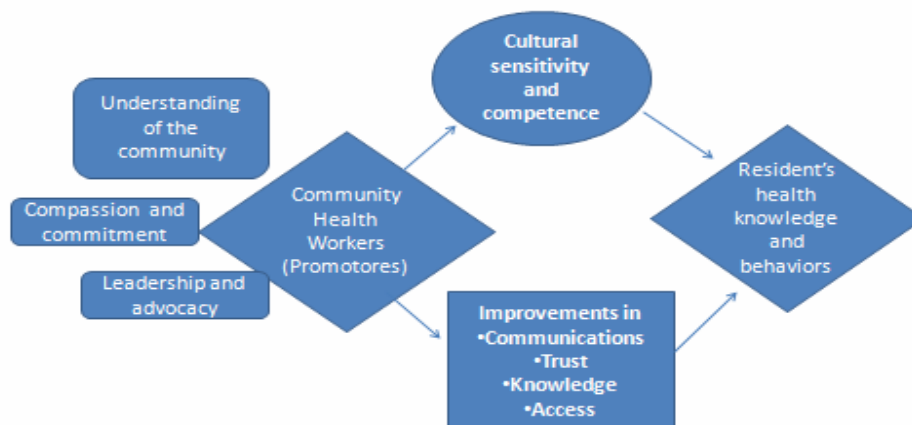 Cultural
sensitivity
and
competence
Understanding
of the
community
Compassion and
commitment
Leadership and
advocacy
Community
Health
Workers
(Promotores)
Resident's
health
knowledge
and
behaviors
Improvements in
•Communications
•Trust
•Knowledge
•Access